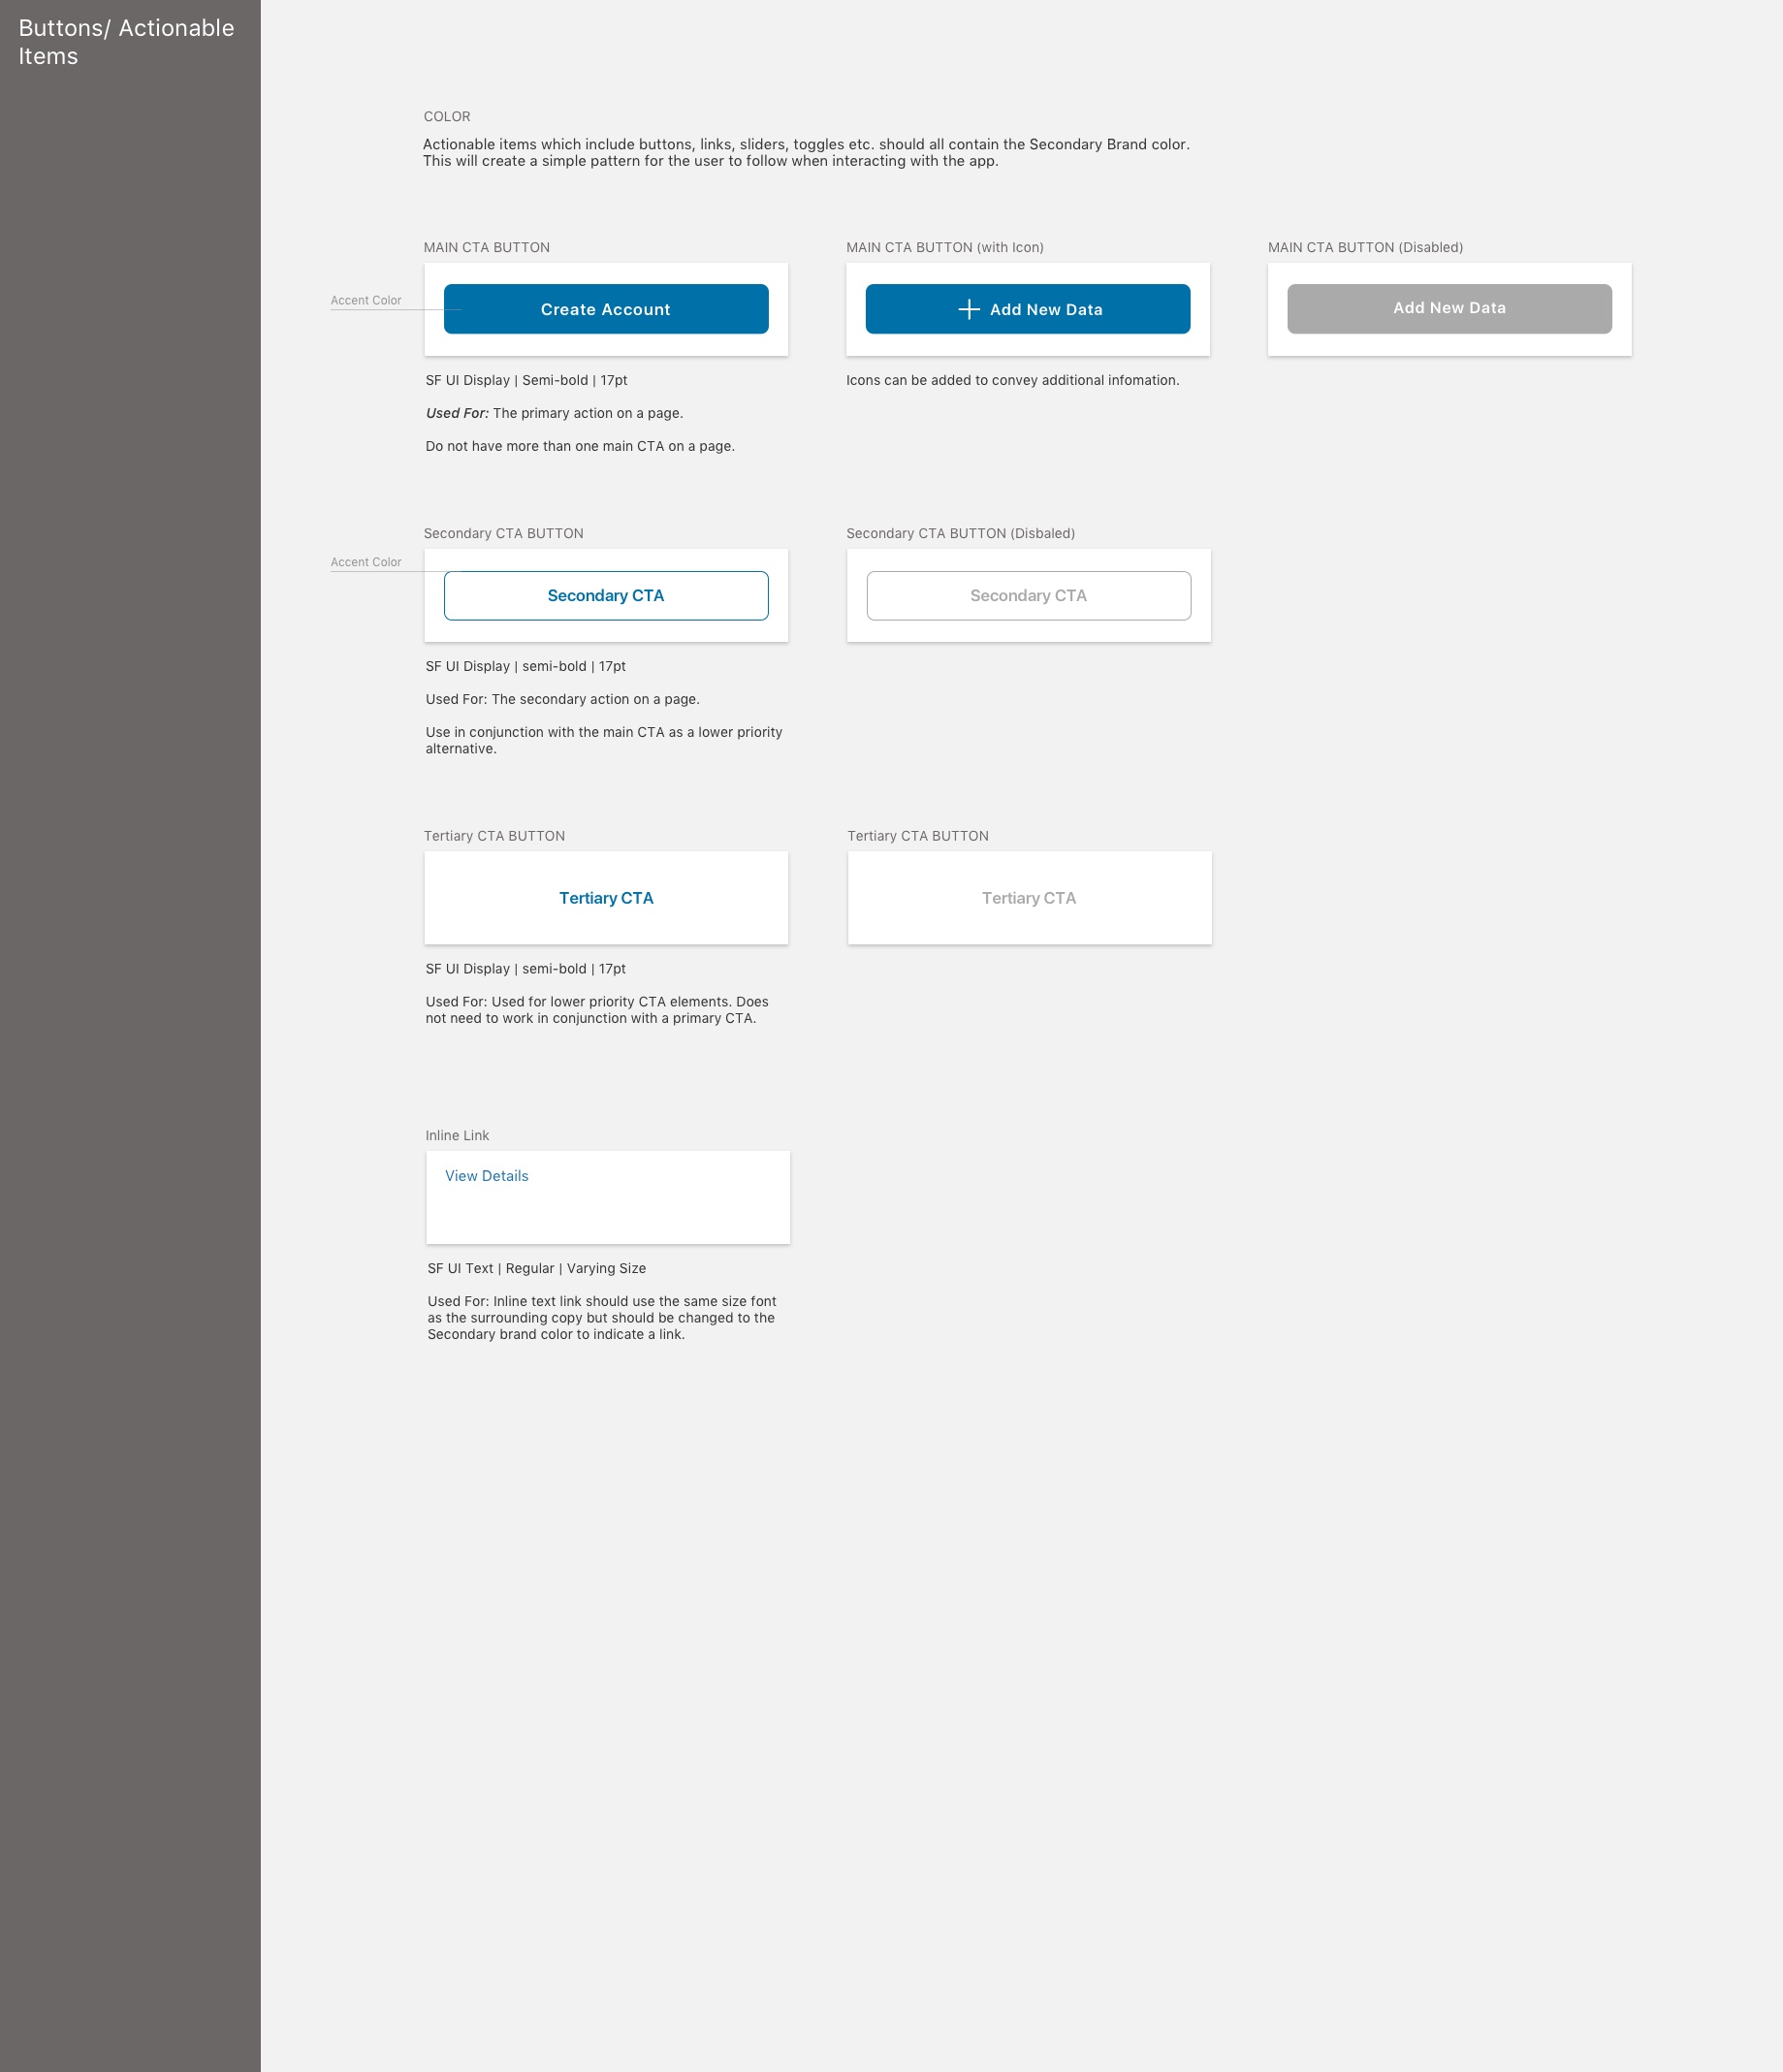 Buttons/ Actionable
Items
COLOR
Actionable items which include buttons, links, sliders, toggles etc. should all contain the Secondary Brand color.
This will create a simple pattern for the user to follow when interacting with the app.
MAIN CTA BUTTON
MAIN CTA BUTTON (with Icon)
MAIN CTA BUTTON (Disabled)
Accent Color
Create Account
Add New Data
Add New Data
SF UI Display | Semi-bold | 17pt
Icons can be added to convey additional infomation.
Used For: The primary action on a page.
Do not have more than one main CTA on a page.
Secondary CTA BUTTON
Secondary CTA BUTTON (Disbaled)
Accent Color
Secondary CTA
Secondary CTA
SF UI Display | semi-bold | 17pt
Used For: The secondary action on a page.
Use in conjunction with the main CTA as a lower priority
alternative.
Tertiary CTA BUTTON
Tertiary CTA BUTTON
Tertiary CTA
Tertiary CTA
SF UI Display | semi-bold | 17pt
Used For: Used for lower priority CTA elements. Does
not need to work in conjunction with a primary CTA.
Inline Link
View Details
SF UI Text | Regular | Varying Size
Used For: Inline text link should use the same size font
as the surrounding copy but should be changed to the
Secondary brand color to indicate a link.